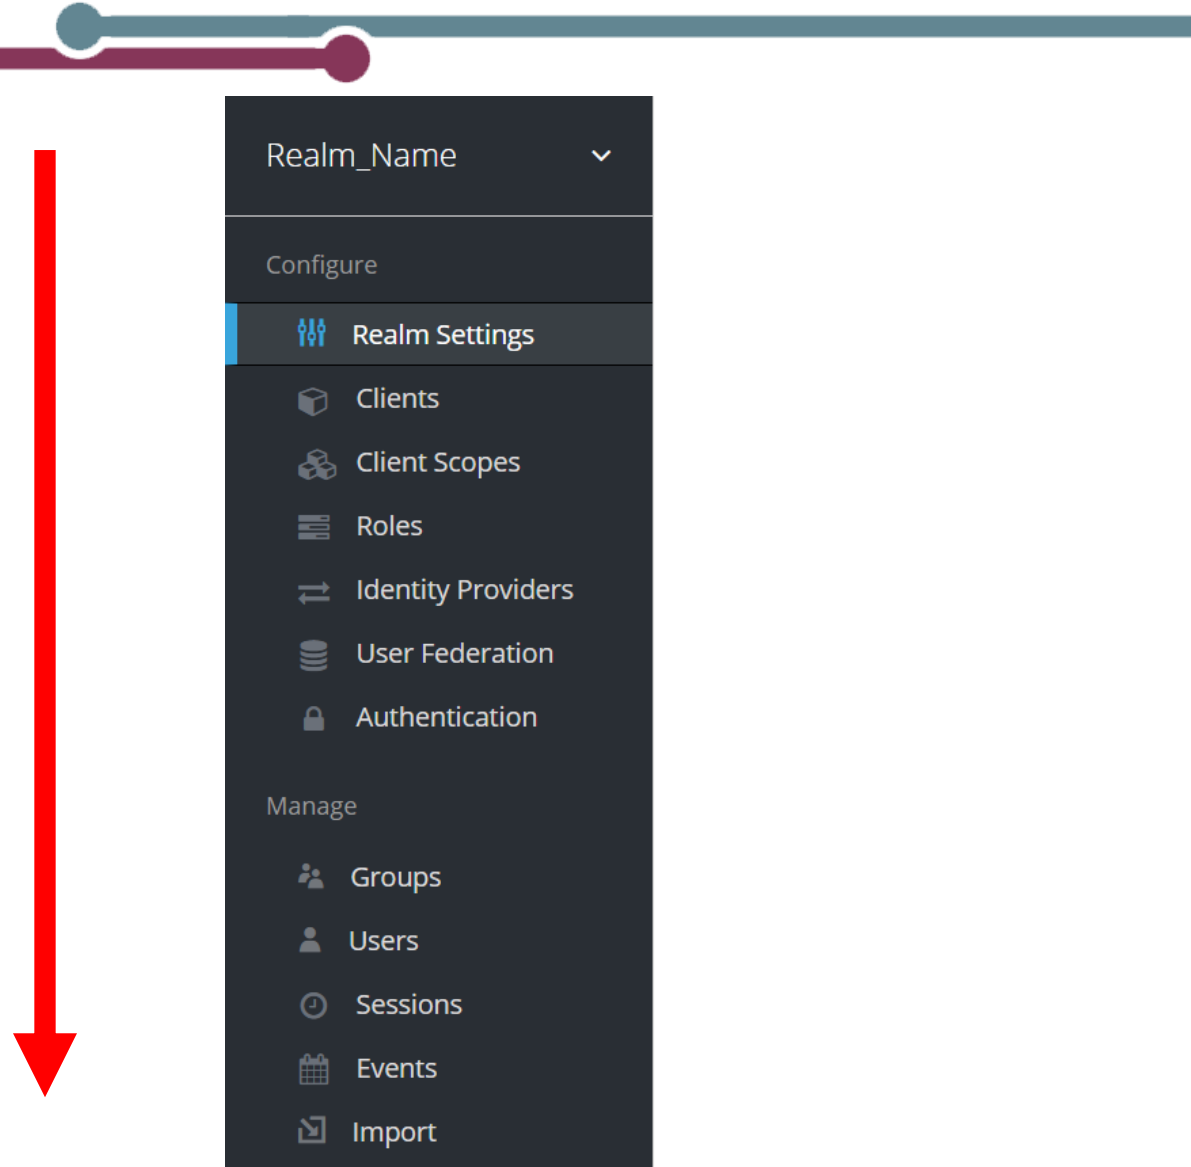 Realm_Name
Configure
Realm Settings
Clients
Client Scopes
Roles
Identity Providers
User Federation
Authentication
Manage
Groups
Users
Sessions
Events
Import